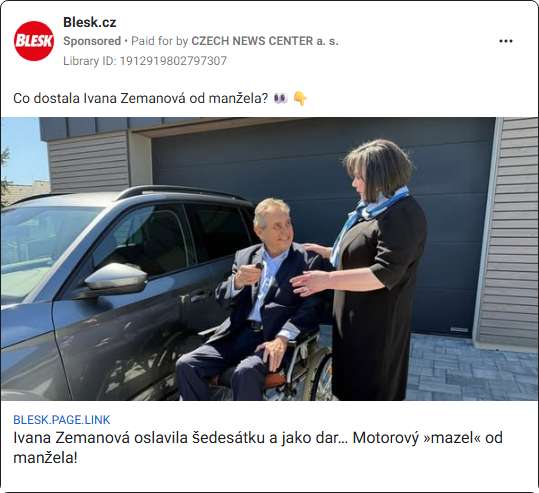 Blesk.cz
BLESK
Sponsored • Paid for by CZECH NEWS CENTER a. s.
Library ID: 1912919802797307
Co dostala Ivana Zemanová od manžela? 👀 👇
BLESK.PAGE.LINK
Ivana Zemanová oslavila šedesátku a jako dar… Motorový »mazel« od
manžela!